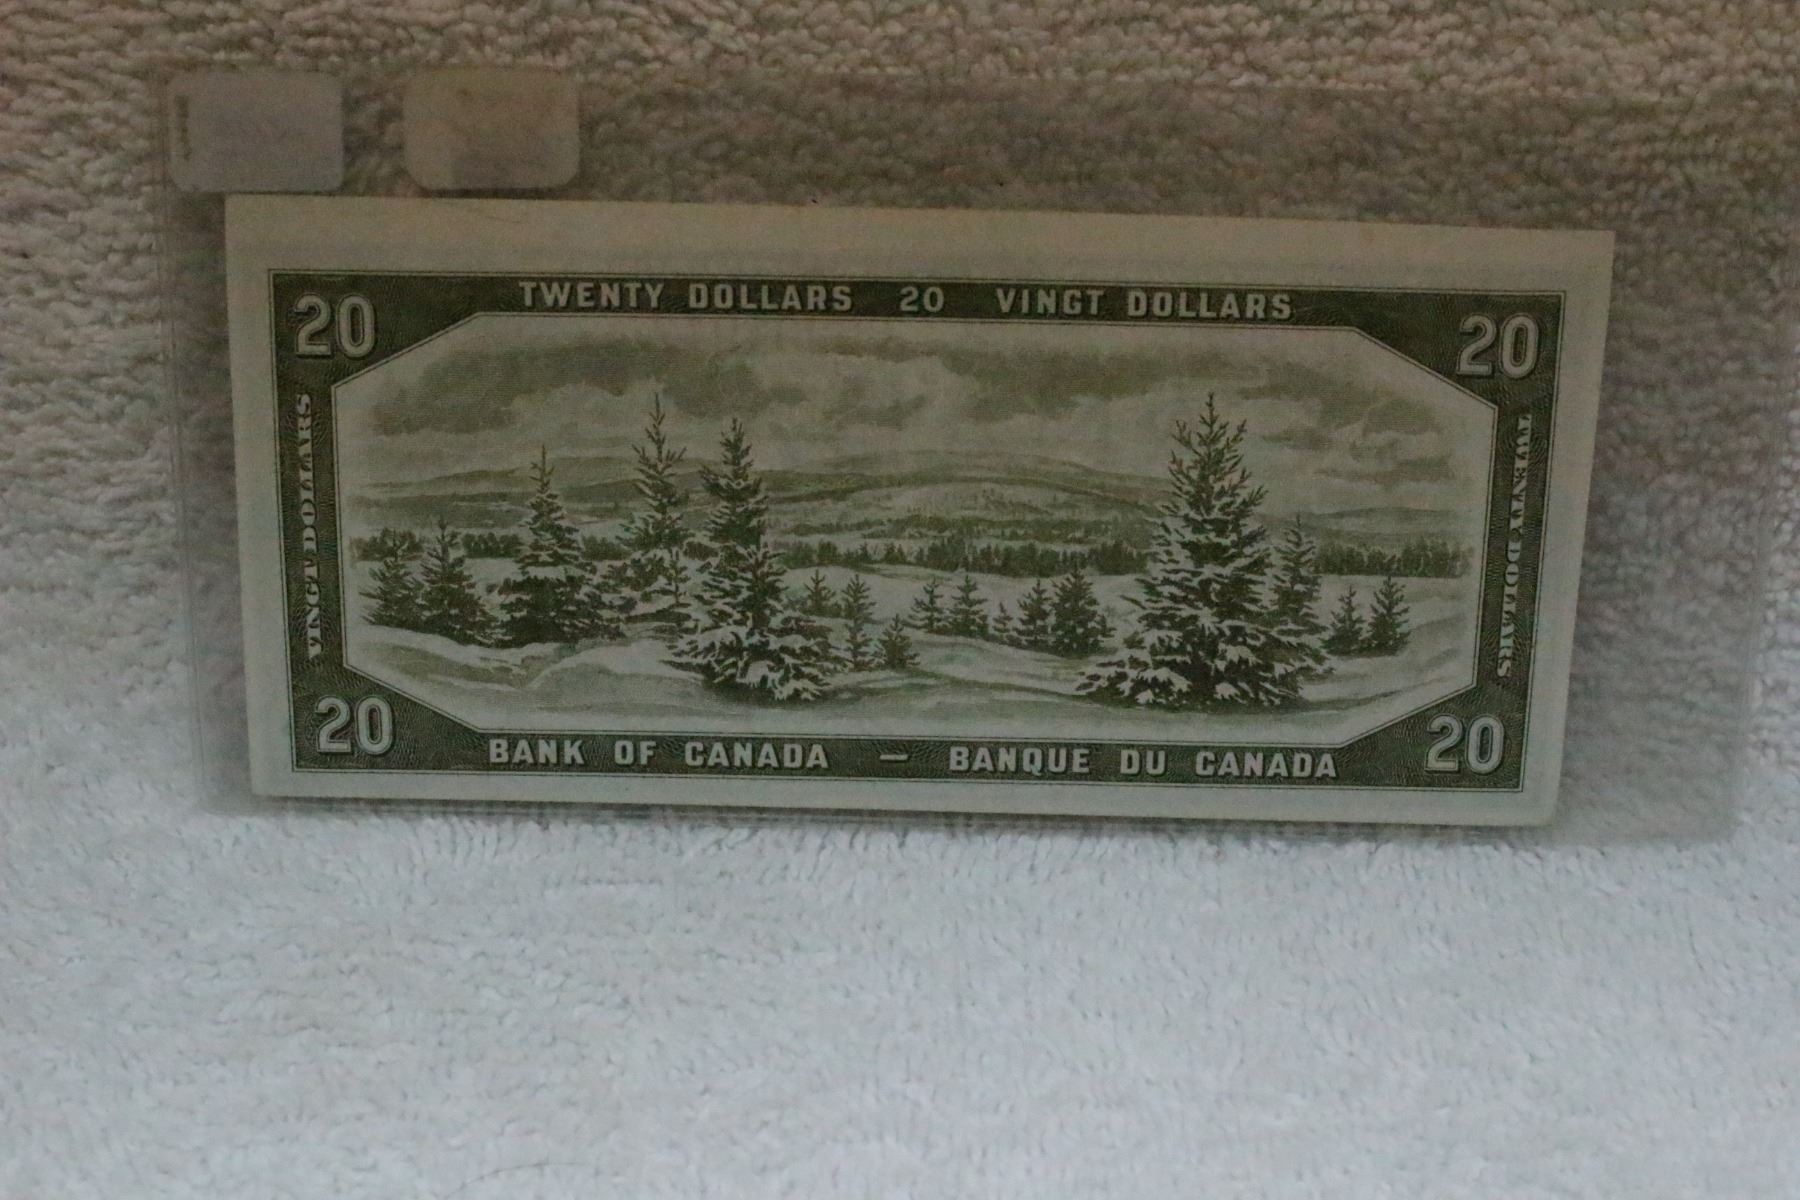 TWENTY DOLLARS 20 VINGT DOLLARS
20
20
VINGT DOLLARS
TWENTY DOLLARS
20
20
BANK OF CANADA — BANQUE DU CANADA